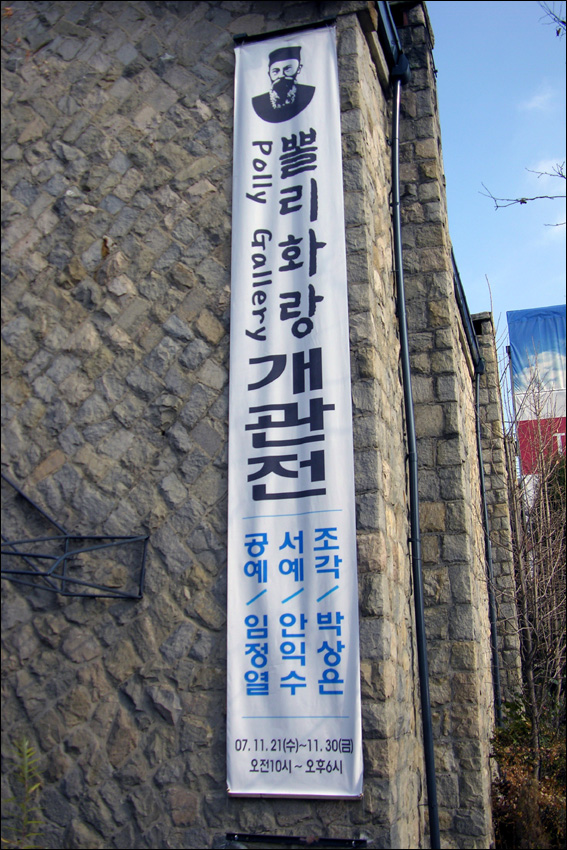 뽈리화랑
Polly Gallery
개관전
조각 / 박상은
서예 / 안익수
공예 / 임정열
07. 11. 21(수)~11. 30(금)
오전10시 ~ 오후6시